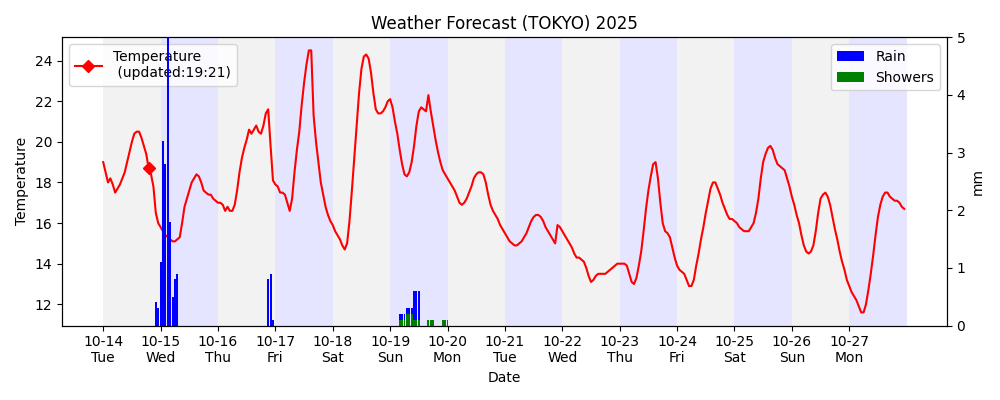 Weather Forecast (TOKYO) 2025
Temperature
(updated:19:21)
Rain
Showers
Temperature
24
22
20
18
16
14
12
5
4
3
2
1
0
mm
10-14 10-15 10-16 10-17 10-18 10-19 10-20 10-21 10-22 10-23 10-24 10-25 10-26 10-27
Tue Wed Thu Fri Sat Sun Mon Tue Wed Thu Fri Sat Sun Mon
Date